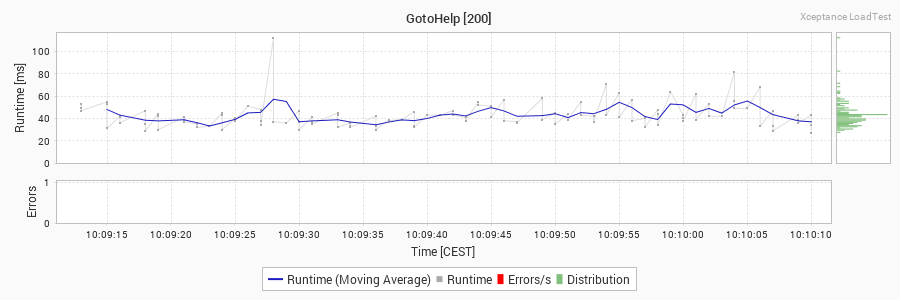 GotoHelp [200]
Xceptance LoadTest
Runtime [ms]
100
80
60
40
20
0
Errors
1
0
10:09:15 10:09:20 10:09:25 10:09:30 10:09:35 10:09:40 10:09:45 10:09:50 10:09:55 10:10:00 10:10:05 10:10:10
Time [CEST]
Runtime (Moving Average) Runtime Errors/s Distribution